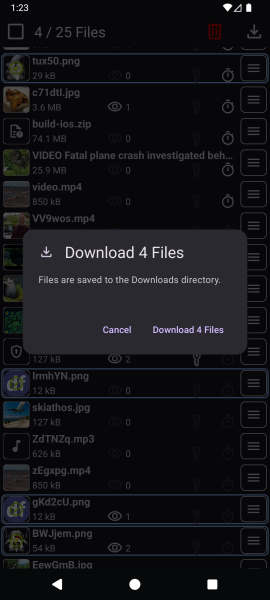 1:23
4 / 25 Files
tux50.png
29 kB 0
c71dtl.jpg
3.6 MB 1
build-ios.zip
74.1 MB 0
VIDEO Fatal plane crash investigated beh...
25.9 MB 0
video.mp4
850 kB 0
VV9wos.mp4
Download 4 Files
Files are saved to the Downloads directory.
Cancel Download 4 Files
127 kB 2
lrmhYN.png
12 kB 0
skiathos.jpg
127 kB 0
ZdTNZq.mp3
626 kB 0
zEgxpg.mp4
850 kB 0
gKd2cU.png
12 kB 1
BWJjem.png
54 kB 2
EewGmB.jpg